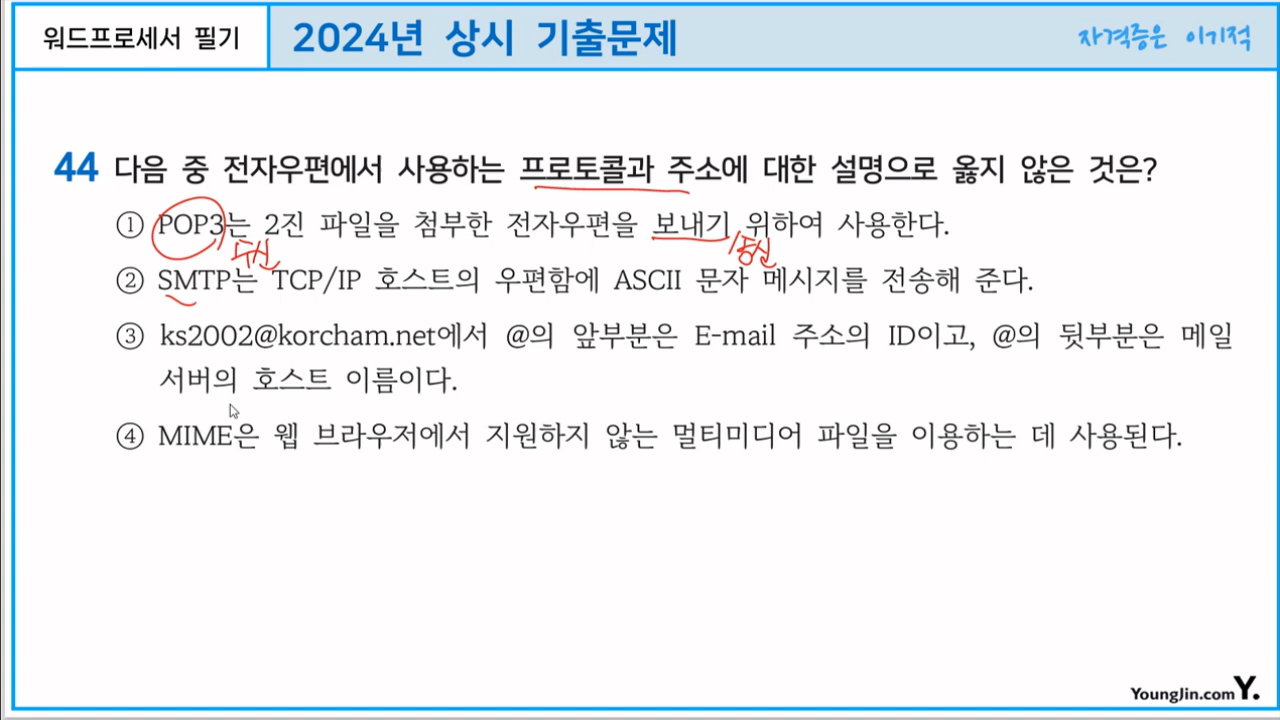 워드프로세서 필기
2024년 상시 기출문제
자격증은 이기적
44 다음 중 전자우편에서 사용하는 프로토콜과 주소에 대한 설명으로 옳지 않은 것은?
① POP3는 2진 파일을 첨부한 전자우편을 보내기 위하여 사용한다.
② SMTP는 TCP/IP 호스트의 우편함에 ASCII 문자 메시지를 전송해 준다.
③ ks2002@korcham.net에서 @의 앞부분은 E-mail 주소의 ID이고, @의 뒷부분은 메일
서버의 호스트 이름이다.
④ MIME은 웹 브라우저에서 지원하지 않는 멀티미디어 파일을 이용하는 데 사용된다.
YoungJin.com Y.